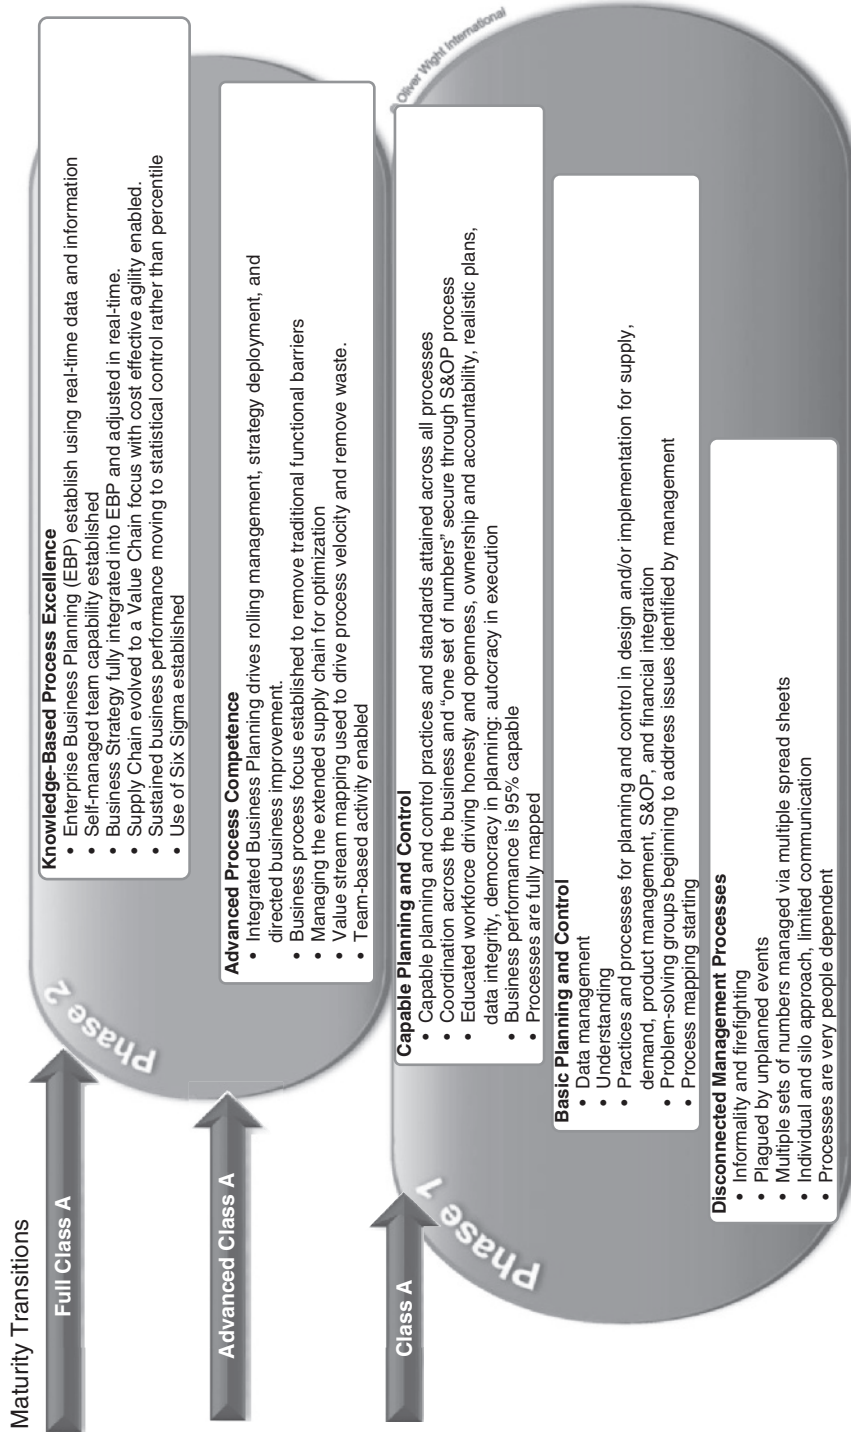 Maturity Transitions
Full Class A
Advanced Class A
Class A
Phase 2
Knowledge-Based Process Excellence
• Enterprise Business Planning (EBP) establish using real-time data and information
• Self-managed team capability established
• Business Strategy fully integrated into EBP and adjusted in real-time.
• Supply Chain evolved to a Value Chain focus with cost effective agility enabled.
• Sustained business performance moving to statistical control rather than percentile
• Use of Six Sigma established
Advanced Process Competence
• Integrated Business Planning drives rolling management, strategy deployment, and
directed business improvement.
• Business process focus established to remove traditional functional barriers
• Managing the extended supply chain for optimization
• Value stream mapping used to drive process velocity and remove waste.
• Team-based activity enabled
Phase 1
Capable Planning and Control
• Capable planning and control practices and standards attained across all processes
• Coordination across the business and “one set of numbers” secure through S&OP process
• Educated workforce driving honesty and openness, ownership and accountability, realistic plans,
data integrity, democracy in planning: autocracy in execution
• Business performance is 95% capable
• Processes are fully mapped
Basic Planning and Control
• Data management
• Understanding
• Practices and processes for planning and control in design and/or implementation for supply,
demand, product management, S&OP, and financial integration
• Problem-solving groups beginning to address issues identified by management
• Process mapping starting
Disconnected Management Processes
• Informality and firefighting
• Plagued by unplanned events
• Multiple sets of numbers managed via multiple spread sheets
• Individual and silo approach, limited communication
• Processes are very people dependent
© Oliver Wight International